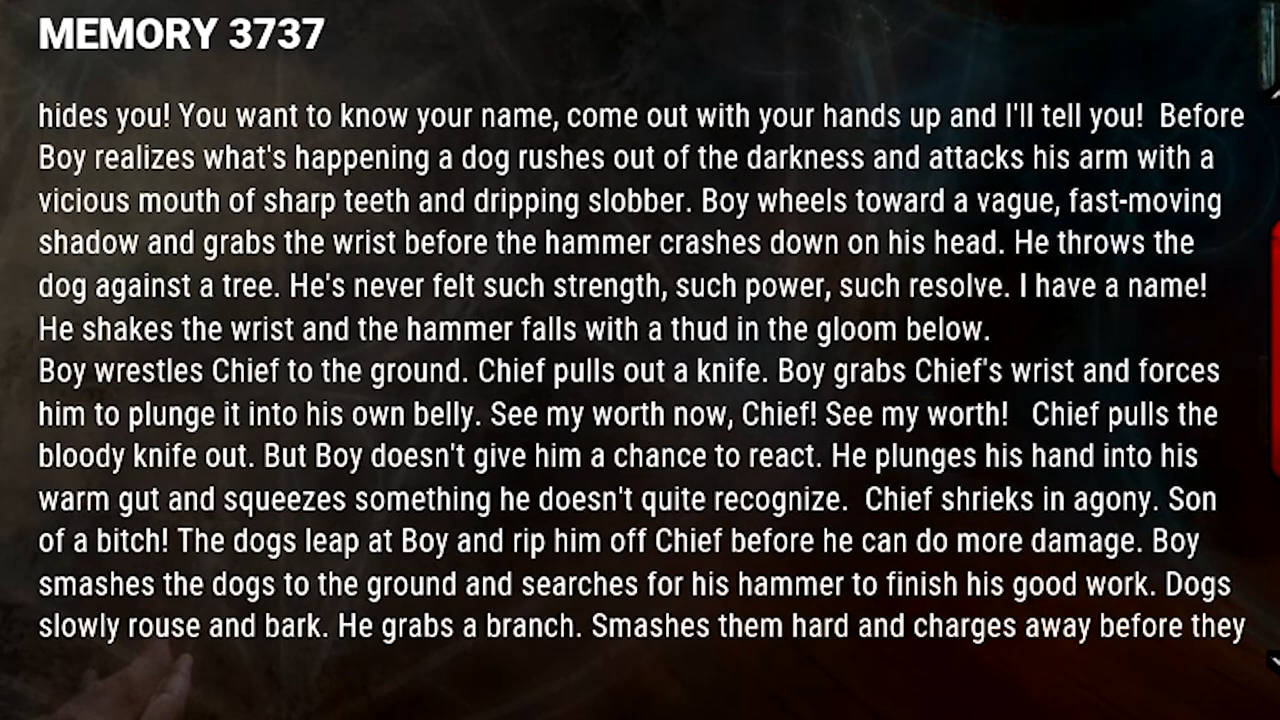 MEMORY 3737
hides you! You want to know your name, come out with your hands up and I'll tell you!  Before
Boy realizes what's happening a dog rushes out of the darkness and attacks his arm with a
vicious mouth of sharp teeth and dripping slobber. Boy wheels toward a vague, fast-moving
shadow and grabs the wrist before the hammer crashes down on his head. He throws the
dog against a tree. He's never felt such strength, such power, such resolve. I have a name!
He shakes the wrist and the hammer falls with a thud in the gloom below.
Boy wrestles Chief to the ground. Chief pulls out a knife. Boy grabs Chief's wrist and forces
him to plunge it into his own belly. See my worth now, Chief! See my worth!   Chief pulls the
bloody knife out. But Boy doesn't give him a chance to react. He plunges his hand into his
warm gut and squeezes something he doesn't quite recognize.  Chief shrieks in agony. Son
of a bitch! The dogs leap at Boy and rip him off Chief before he can do more damage. Boy
smashes the dogs to the ground and searches for his hammer to finish his good work. Dogs
slowly rouse and bark. He grabs a branch. Smashes them hard and charges away before they